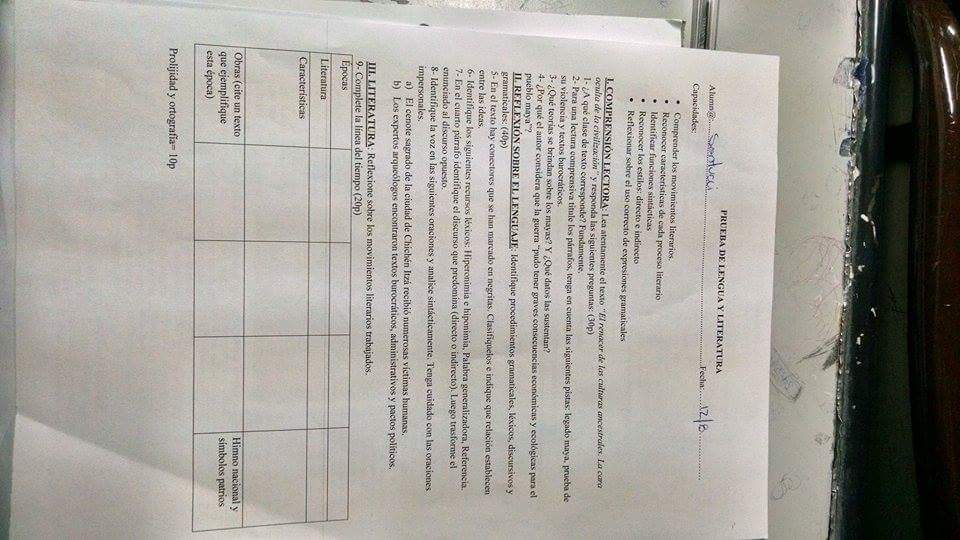 PRUEBA DE LENGUA Y LITERATURA
Alumn@:...............Fecha:......12/8...............
Capacidades:
• Comprender los movimientos literarios.
• Reconocer características de cada proceso literario
• Identificar funciones sintácticas
• Reconocer los estilos: directo e indirecto
• Reflexionar sobre el uso correcto de expresiones gramaticales
I.COMPRENSIÓN LECTORA: Lea atentamente el texto "El renacer de las culturas ancestrales. La cara
oculta de la civilización" y responda las siguientes preguntas: (30p)
1- ¿A qué clase de texto corresponde? Fundamente.
2- Para una lectura comprensiva titule los párrafos, tenga en cuenta las siguientes pistas: legado maya, prueba de
su violencia y textos burocráticos.
3- ¿Qué teorías se brindan sobre los mayas? Y ¿Qué datos las sustentan?
4- ¿Por qué el autor considera que la guerra "pudo tener graves consecuencias económicas y ecológicas para el
pueblo maya"?
II. REFLEXIÓN SOBRE EL LENGUAJE: Identifique procedimientos gramaticales, léxicos, discursivos y
gramaticales: (40p)
5- En el texto hay conectores que se han marcado en negritas. Clasifíquelos e indique que relación establecen
entre las ideas.
6- Identifique los siguientes recursos léxicos: Hiperonimia e hiponimia, Palabra generalizadora, Referencia.
7- En el cuarto párrafo identifique el discurso que predomina (directo o indirecto). Luego trasforme el
enunciado al discurso opuesto.
8- Identifique la voz en las siguientes oraciones y analice sintácticamente. Tenga cuidado con las oraciones
impersonales.
a) El cenote sagrado de la ciudad de Chichén Itzá recibió numerosas víctimas humanas.
b) Los expertos arqueólogos encontraron textos burocráticos, administrativos y pactos políticos.
III. LITERATURA: Reflexione sobre los movimientos literarios trabajados.
9- Complete la línea del tiempo (20p)
Épocas
Literatura
Características
Obras (cite un texto
que ejemplifique
esta época)
Himno nacional y
símbolos patrios
Prolijidad y ortografía= 10p